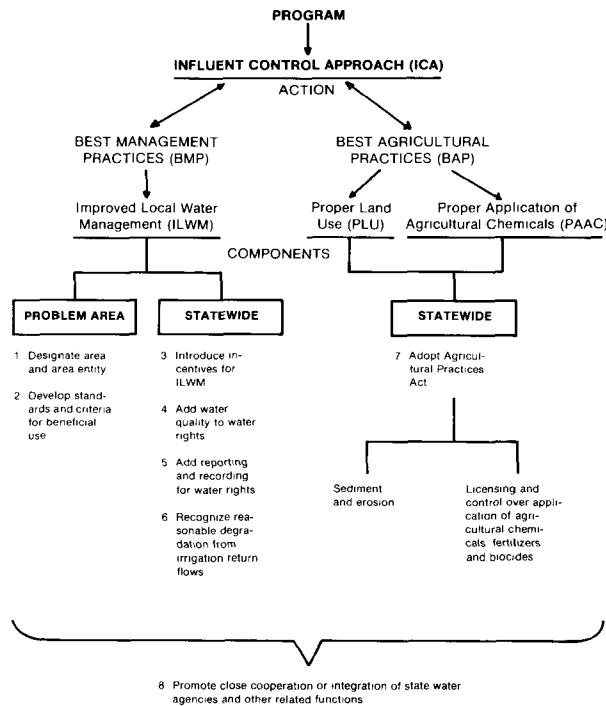 PROGRAM
INFLUENT CONTROL APPROACH (ICA)
ACTION
BEST MANAGEMENT
PRACTICES (BMP)
BEST AGRICULTURAL
PRACTICES (BAP)
Improved Local Water
Management (ILWM)
Proper Land
Use (PLU)
Proper Application of
Agricultural Chemicals (PAAC)
COMPONENTS
PROBLEM AREA
1 Designate area
and area entity
2 Develop stand-
ards and criteria
for beneficial
use
STATEWIDE
3 Introduce in-
centives for
ILWM
4 Add water
quality to water
rights
5 Add reporting
and recording
for water rights
6 Recognize rea-
sonable degra-
dation from
irrigation return
flows
STATEWIDE
7 Adopt Agricul-
tural Practices
Act
Sediment
and erosion
Licensing and
control over appli-
cation of agri-
cultural chemi-
cals, fertilizers
and biocides
8 Promote close cooperation or integration of state water
agencies and other related functions